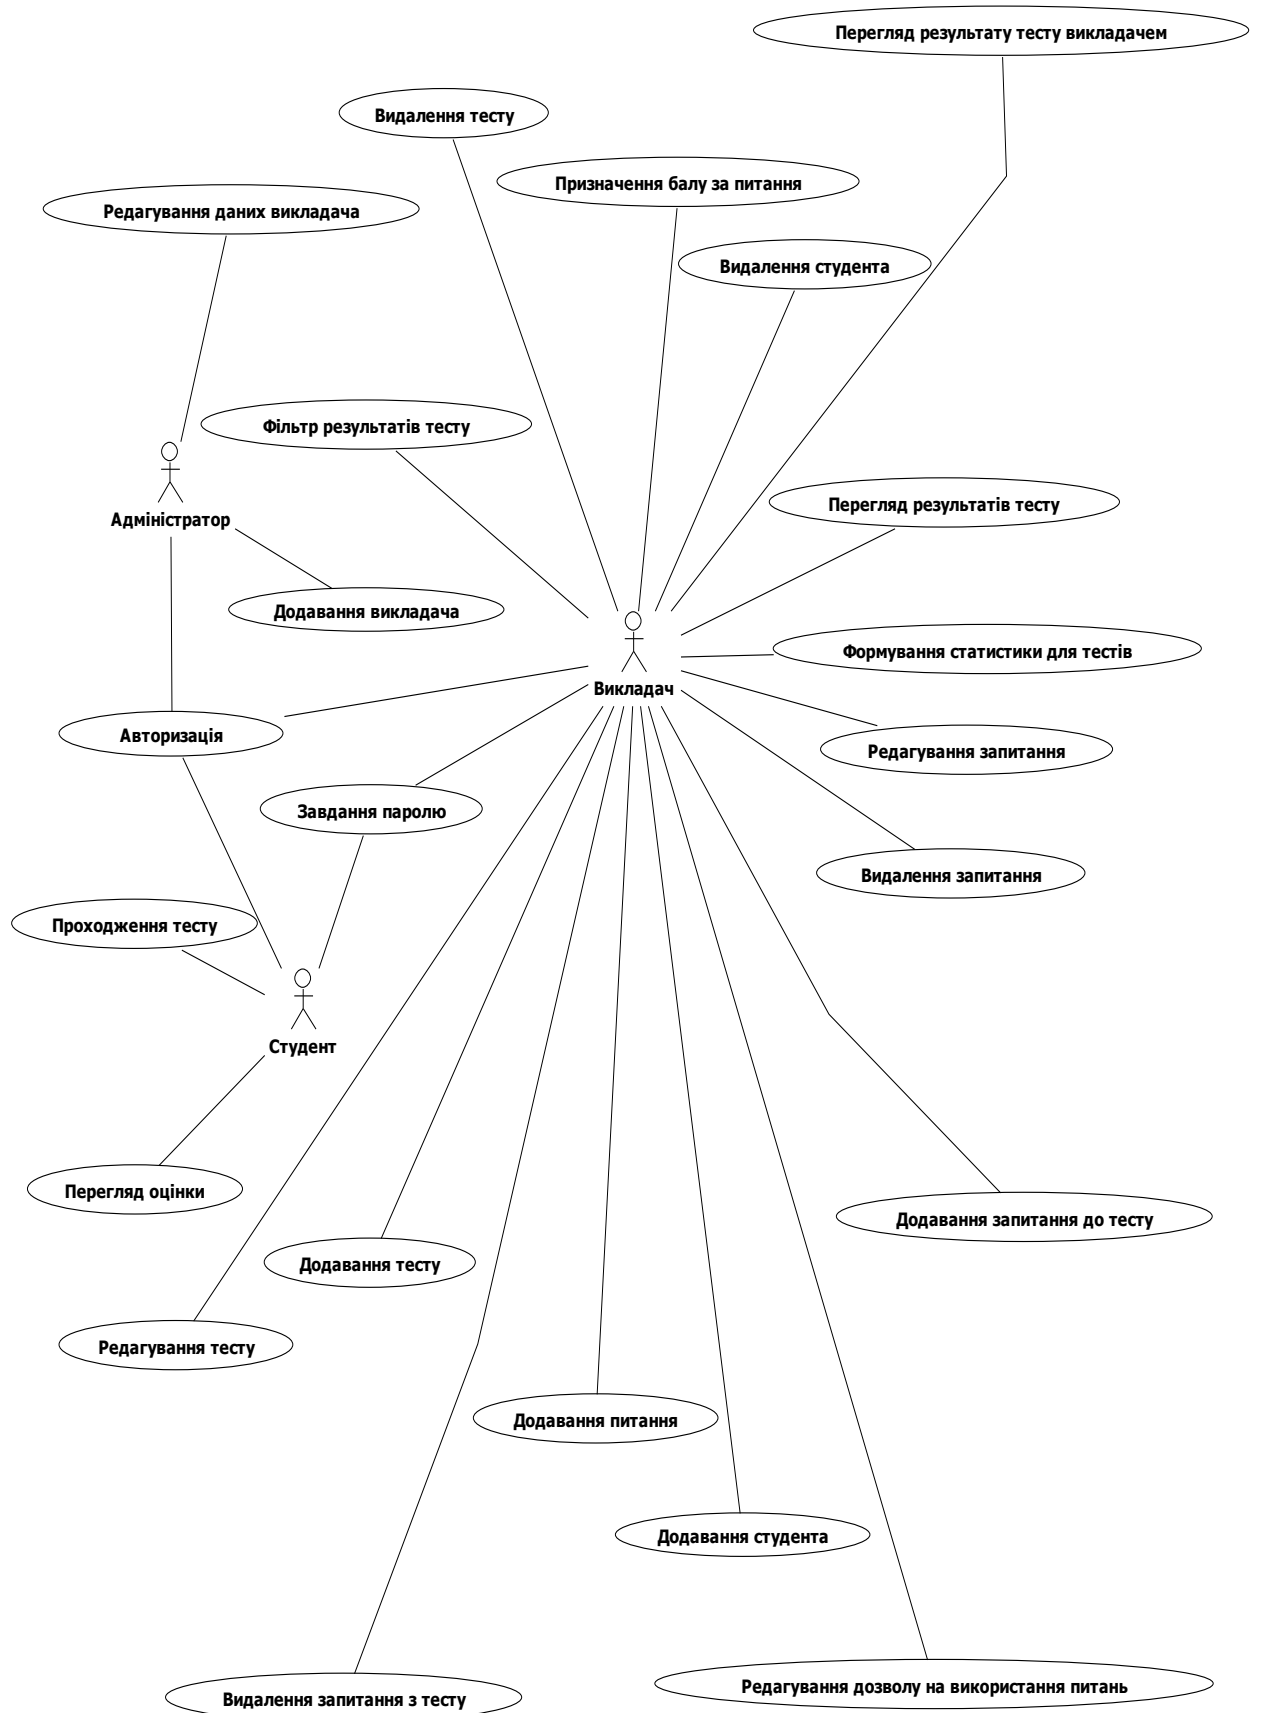 Перегляд результату тесту викладачем
Видалення тесту
Призначення балу за питання
Редагування даних викладача
Видалення студента
Фільтр результатів тесту
Перегляд результатів тесту
Адміністратор
Додавання викладача
Формування статистики для тестів
Викладач
Авторизація
Редагування запитання
Завдання паролю
Видалення запитання
Проходження тесту
Студент
Перегляд оцінки
Додавання запитання до тесту
Додавання тесту
Редагування тесту
Додавання питання
Додавання студента
Редагування дозволу на використання питань
Видалення запитання з тесту